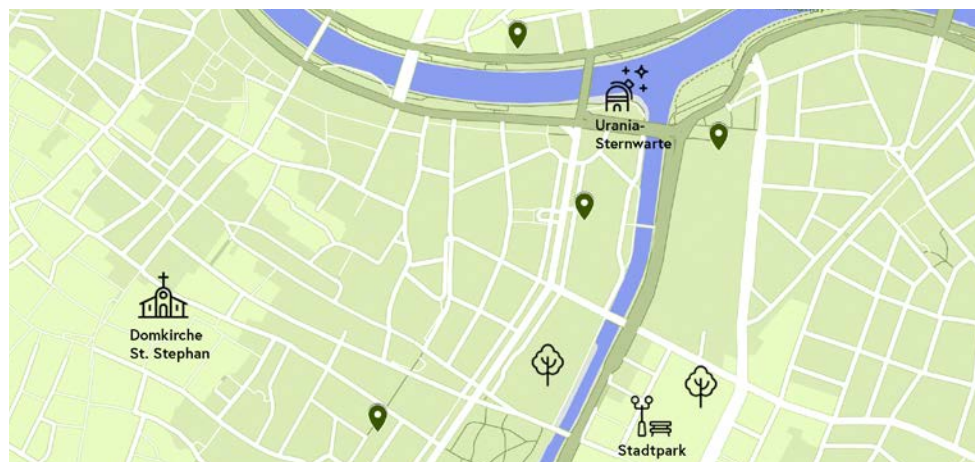 Urania-
Sternwarte
Domkirche
St. Stephan
Stadtpark